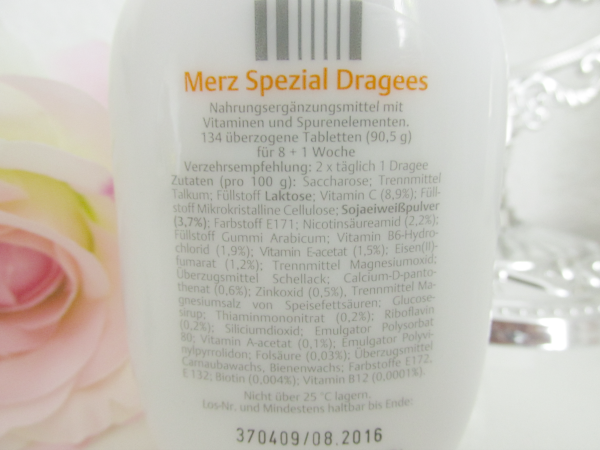 Merz Spezial Dragees
Nahrungsergänzungsmittel mit
Vitaminen und Spurenelementen.
134 überzogene Tabletten (90,5 g)
für 8 + 1 Woche
Verzehrsempfehlung: 2 x täglich 1 Dragee
Zutaten (pro 100 g): Saccharose; Trennmittel
Talkum; Füllstoff Laktose; Vitamin C (8,9%); Füll-
stoff Mikrokristalline Cellulose; Sojaeiweißpulver
(3,7%); Farbstoff E171; Nicotinsäureamid (2,2%);
Füllstoff Gummi Arabicum; Vitamin B6-Hydro-
chlorid (1,9%); Vitamin E-acetat (1,5%); Eisen(II)-
fumarat (1,2%); Trennmittel Magnesiumoxid;
Überzugsmittel Schellack; Calcium-D-panto-
thenat (0,6%); Zinkoxid (0,5%), Trennmittel Ma-
gnesiumsalz von Speisefettsäuren; Glucose-
sirup; Thiaminmononitrat (0,2%); Riboflavin
(0,2%); Siliciumdioxid; Emulgator Polysorbat
80; Vitamin A-acetat (0,1%); Emulgator Polyvi-
nylpyrrolidon; Folsäure (0,03%); Überzugsmittel
Carnaubawachs, Bienenwachs; Farbstoffe E172,
E132; Biotin (0,004%); Vitamin B12 (0,0001%).
Nicht über 25 °C lagern.
Los-Nr. und Mindestens haltbar bis Ende:
370409/08.2016